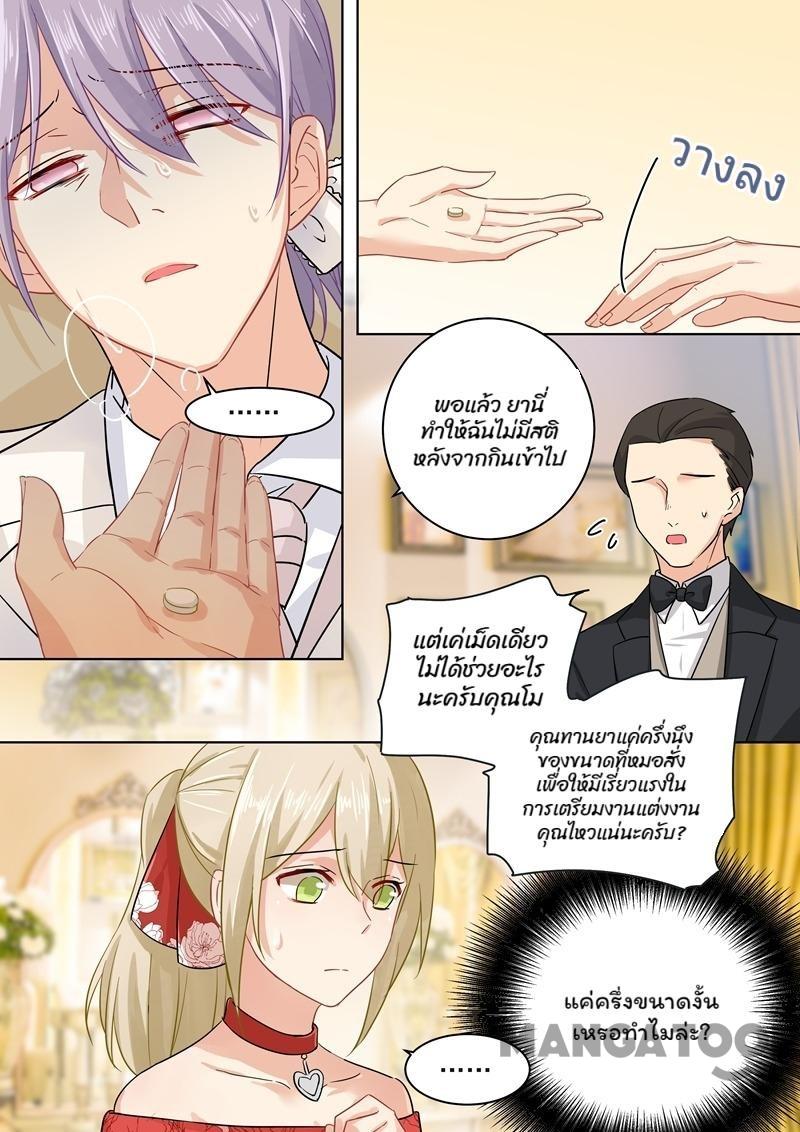 วางลง
......
พอแล้ว ยานี่
ทำให้ฉันไม่มีสติ
หลังจากกินเข้าไป
แต่เค่เม็ดเดียว
ไม่ได้ช่วยอะไร
นะครับคุณโม
คุณทานยาแค่ครึ่งนึง
ของขนาดที่หมอสั่ง
เพื่อให้มีเรี่ยวแรงใน
การเตรียมงานแต่งงาน
คุณไหวแน่นะครับ?
แค่ครึ่งขนาดงั้น
เหรอทำไมล่ะ?
......
MANGATOO